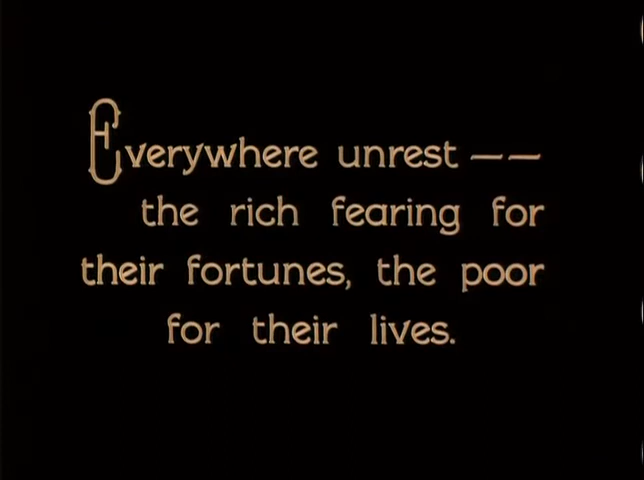 Everywhere unrest — —
the rich fearing for
their fortunes, the poor
for their lives.